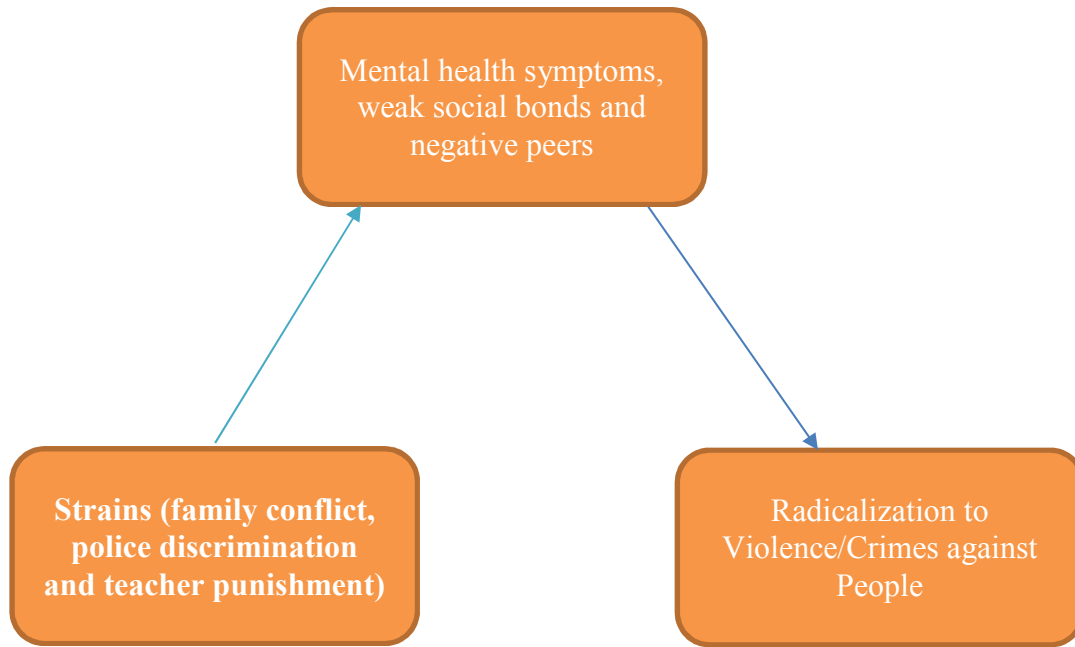 Mental health symptoms,
weak social bonds and
negative peers
Strains (family conflict,
police discrimination
and teacher punishment)
Radicalization to
Violence/Crimes against
People